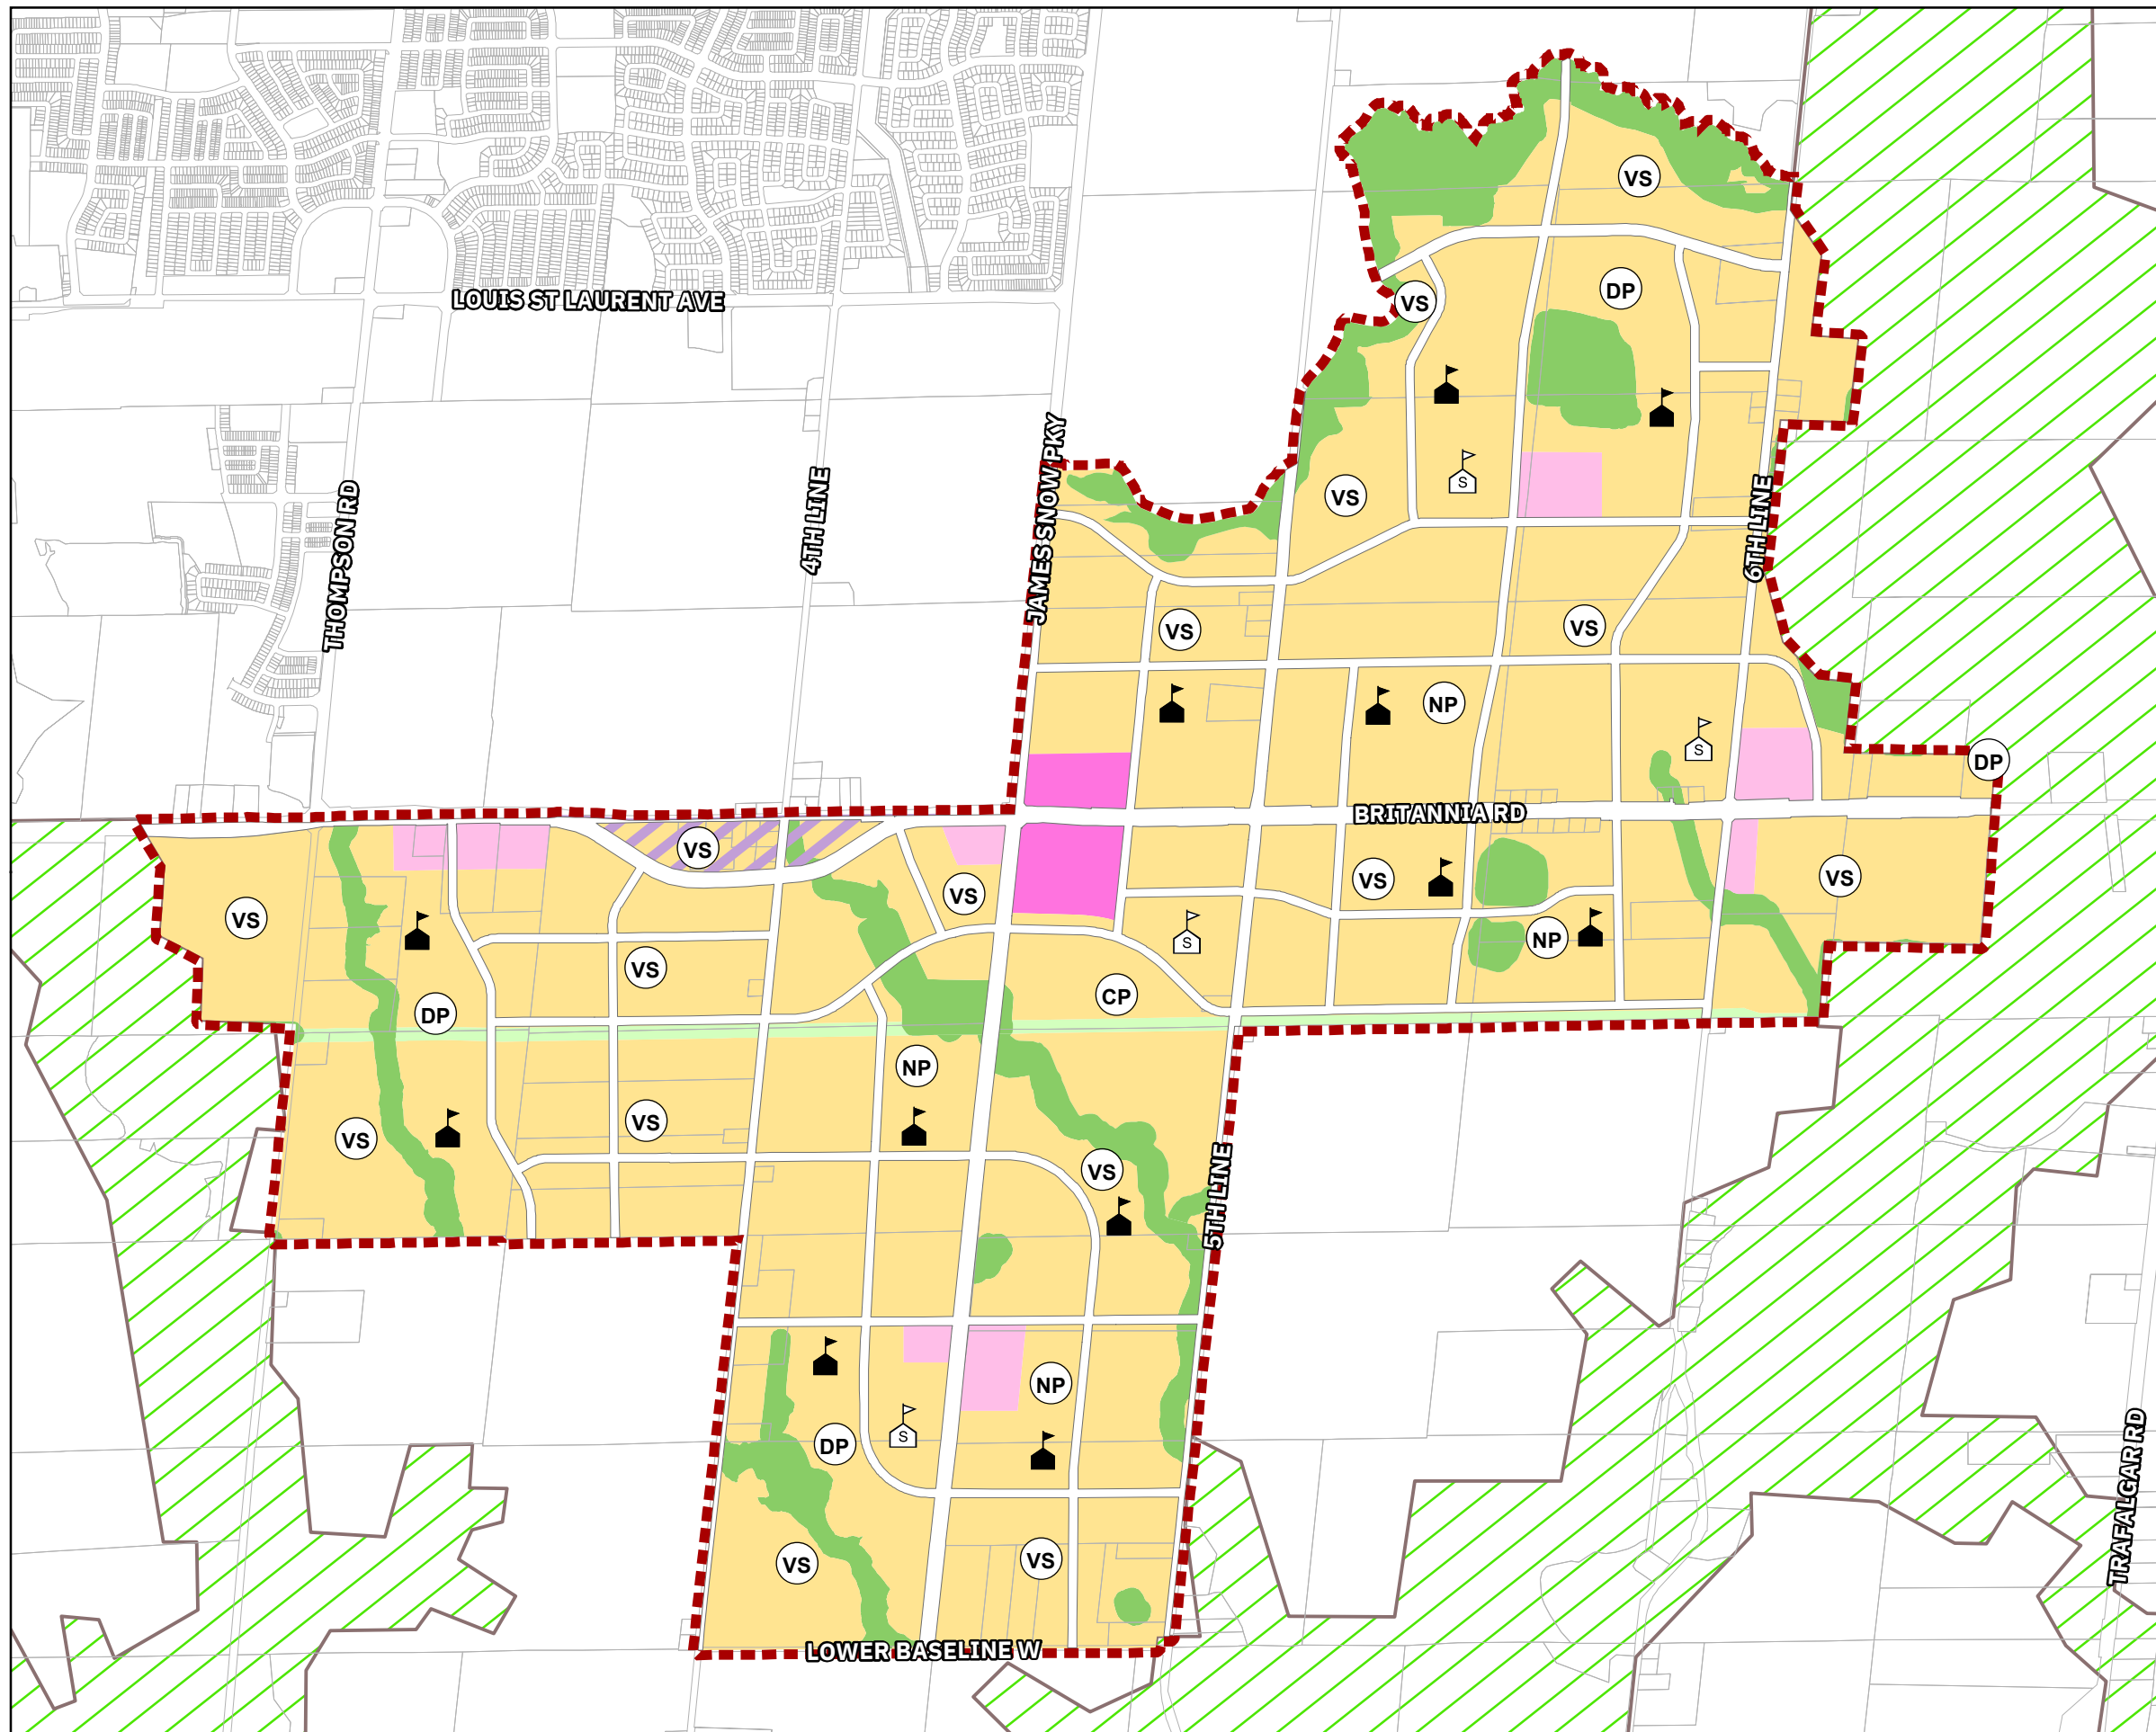 VS
DP
LOUIS ST LAURENT AVE
VS
JAMES SNOW PKY
4TH LINE
THOMPSON RD
S
VS
6TH LINE
VS
VS
NP
S
DP
BRITANNIA RD
VS
VS
VS
VS
VS
S
NP
VS
CP
DP
NP
VS
VS
VS
5TH LINE
NP
S
DP
TRAFALGAR RD
VS
VS
LOWER BASELINE W